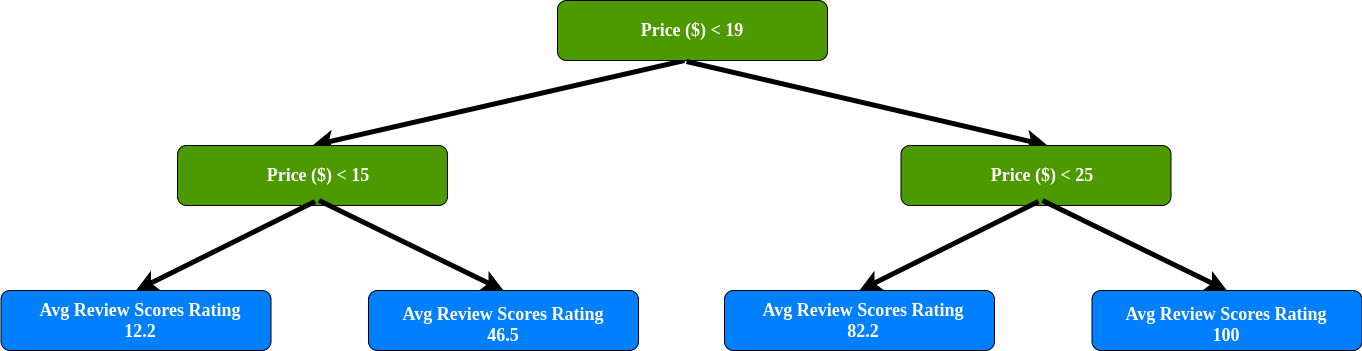 Price ($) < 19
Price ($) < 15
Price ($) < 25
Avg Review Scores Rating
12.2
Avg Review Scores Rating
46.5
Avg Review Scores Rating
82.2
Avg Review Scores Rating
100